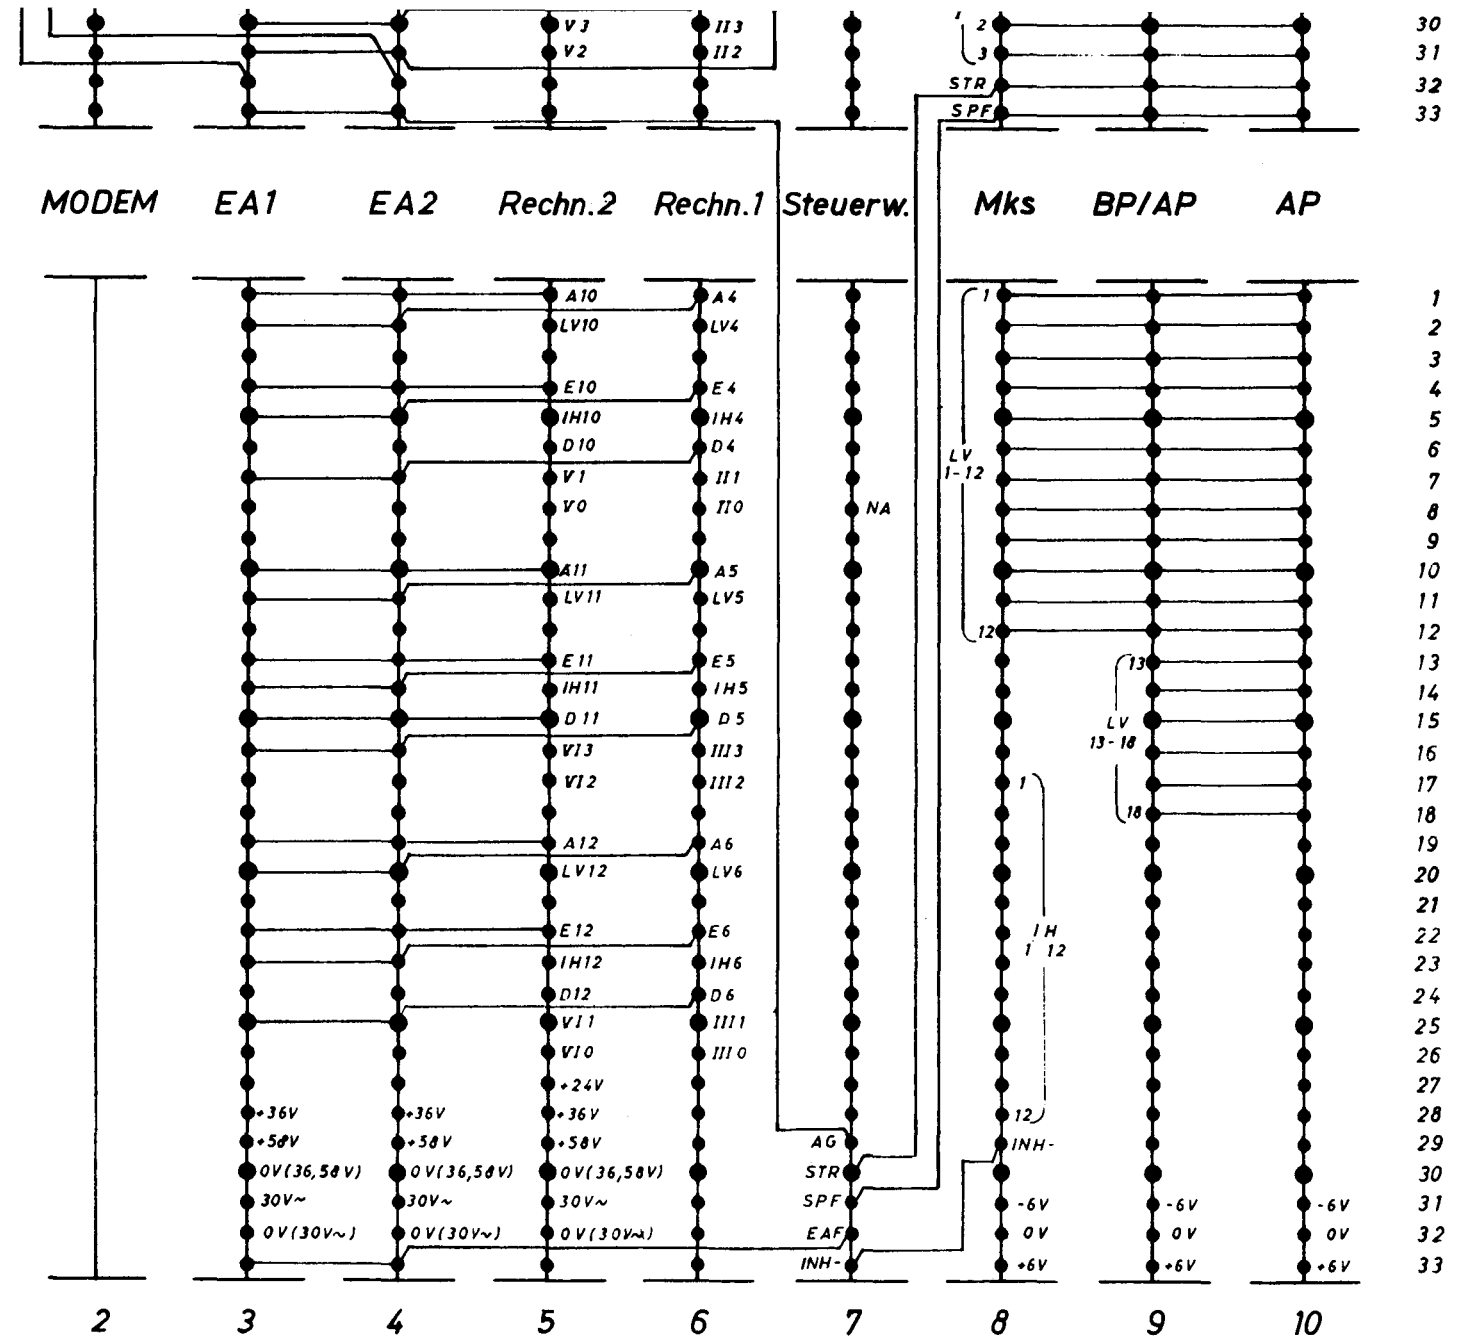 V3 II3 2 30
V2 II2 3 31
STR 32
SPF 33
MODEM EA1 EA2 Rechn.2 Rechn.1 Steuerw. Mks BP/AP AP
A10 A4 1 1
LV10 LV4 2
3
E10 E4 4
IH10 IH4 5
D10 D4 LV 6
V1 II1 1-12 7
V0 II0 NA 8
9
A11 A5 10
LV11 LV5 11
12 12
E11 E5 13 13
IH11 IH5 14
D11 D5 LV 15
VI3 III3 13-18 16
VI2 III2 1 17
18 18
A12 A6 19
LV12 LV6 20
21
E12 E6 IH 22
IH12 IH6 1 12 23
D12 D6 24
VI1 III1 25
VI0 III0 26
+24V 27
+36V +36V +36V 12 28
+58V +58V +58V AG INH- 29
0V(36,58V) 0V(36,58V) 0V(36,58V) STR 30
30V~ 30V~ 30V~ SPF -6V -6V -6V 31
0V(30V~) 0V(30V~) 0V(30V~) EAF 0V 0V 0V 32
INH- +6V +6V +6V 33
2 3 4 5 6 7 8 9 10